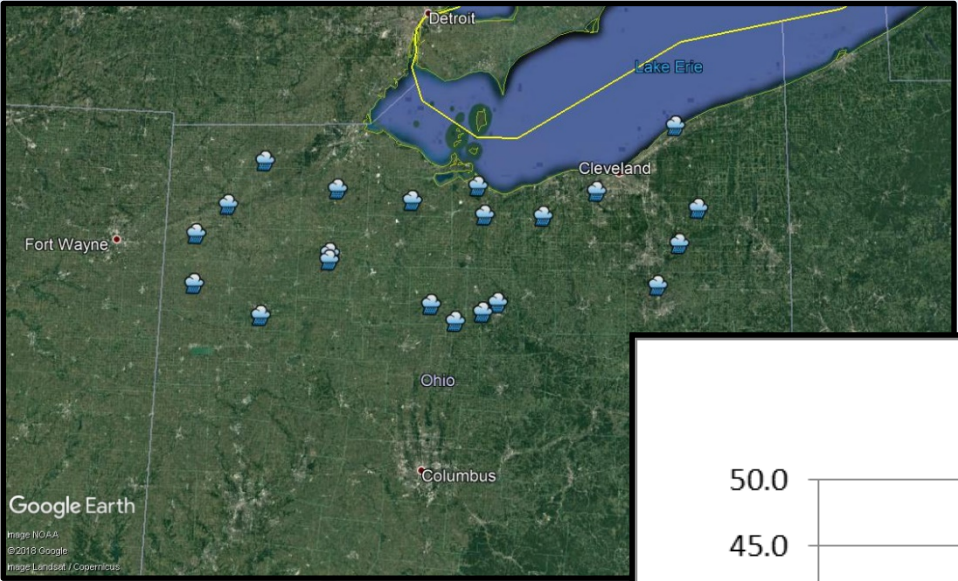 Detroit
Lake Erie
Cleveland
Fort Wayne
Ohio
Columbus
Google Earth
Image NOAA
©2018 Google
Image Landsat / Copernicus
50.0
45.0